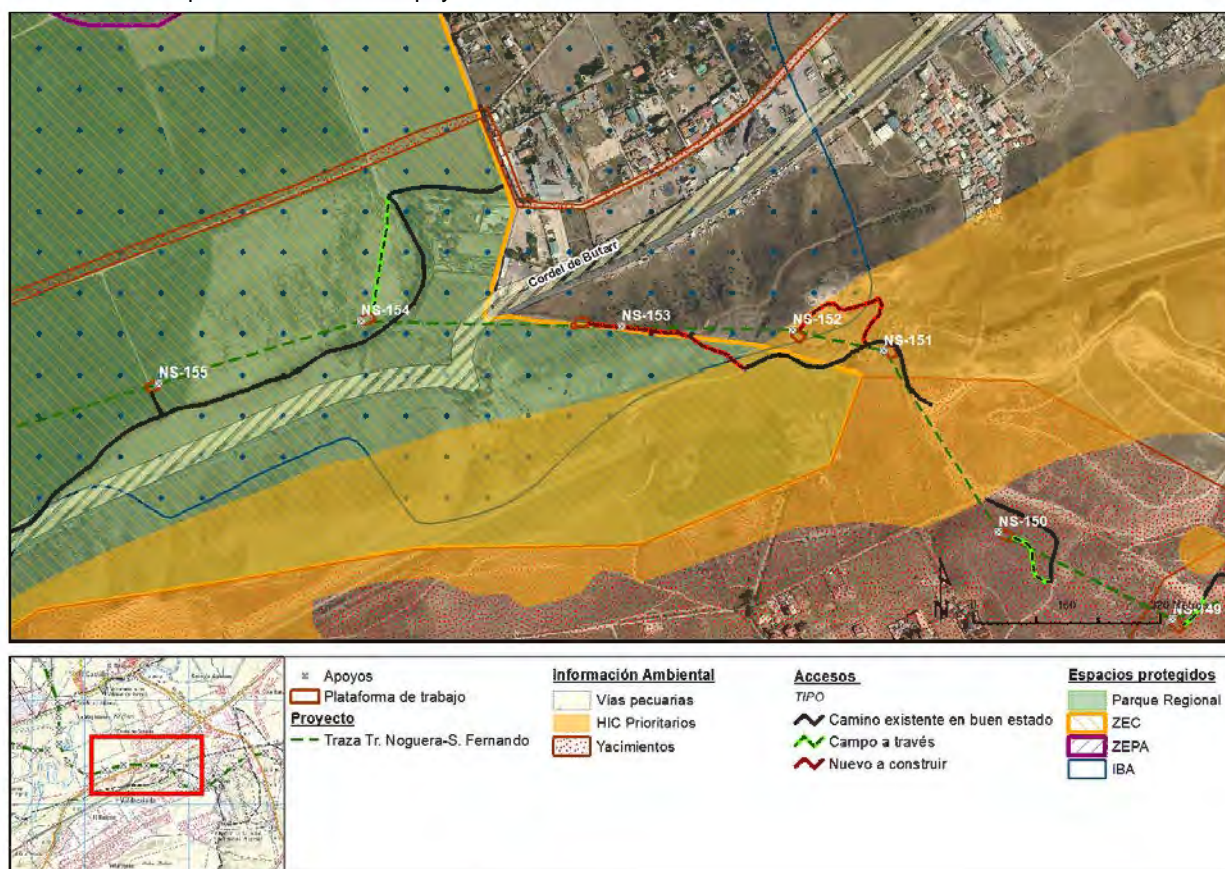 Cordel de Butarr
NS-155
NS-154
NS-153
NS-152
NS-151
NS-150
NS-149
N
160
Apoyos
Plataforma de trabajo
Proyecto
Traza Tr. Noguera-S. Fernando
Información Ambiental
Vías pecuarias
HIC Prioritarios
Yacimientos
Accesos
TIPO
Camino existente en buen estado
Campo a través
Nuevo a construir
Espacios protegidos
Parque Regional
ZEC
ZEPA
IBA